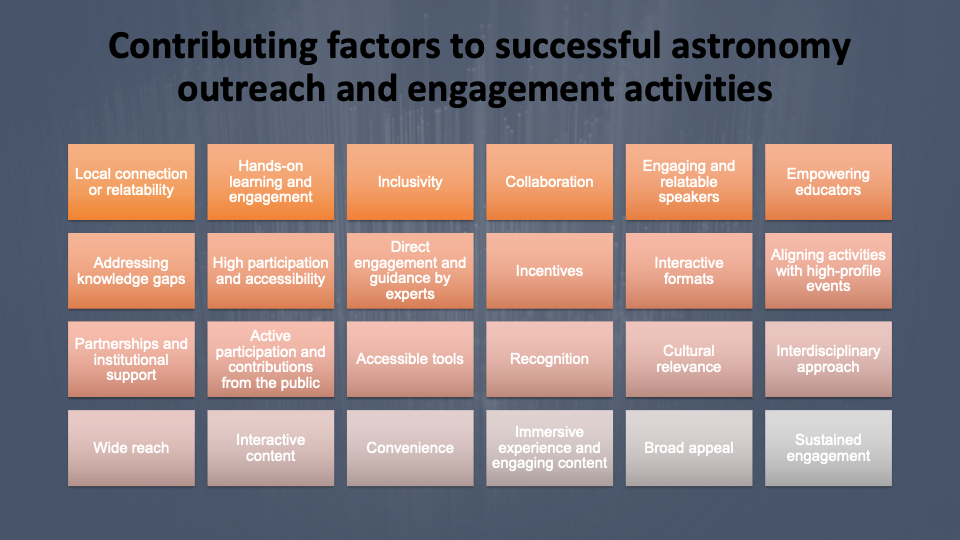 Contributing factors to successful astronomy
outreach and engagement activities
Local connection
or relatability
Hands-on
learning and
engagement
Inclusivity
Collaboration
Engaging and
relatable
speakers
Empowering
educators
Addressing
knowledge gaps
High participation
and accessibility
Direct
engagement and
guidance by
experts
Incentives
Interactive
formats
Aligning activities
with high-profile
events
Partnerships and
institutional
support
Active
participation and
contributions
from the public
Accessible tools
Recognition
Cultural
relevance
Interdisciplinary
approach
Wide reach
Interactive
content
Convenience
Immersive
experience and
engaging content
Broad appeal
Sustained
engagement